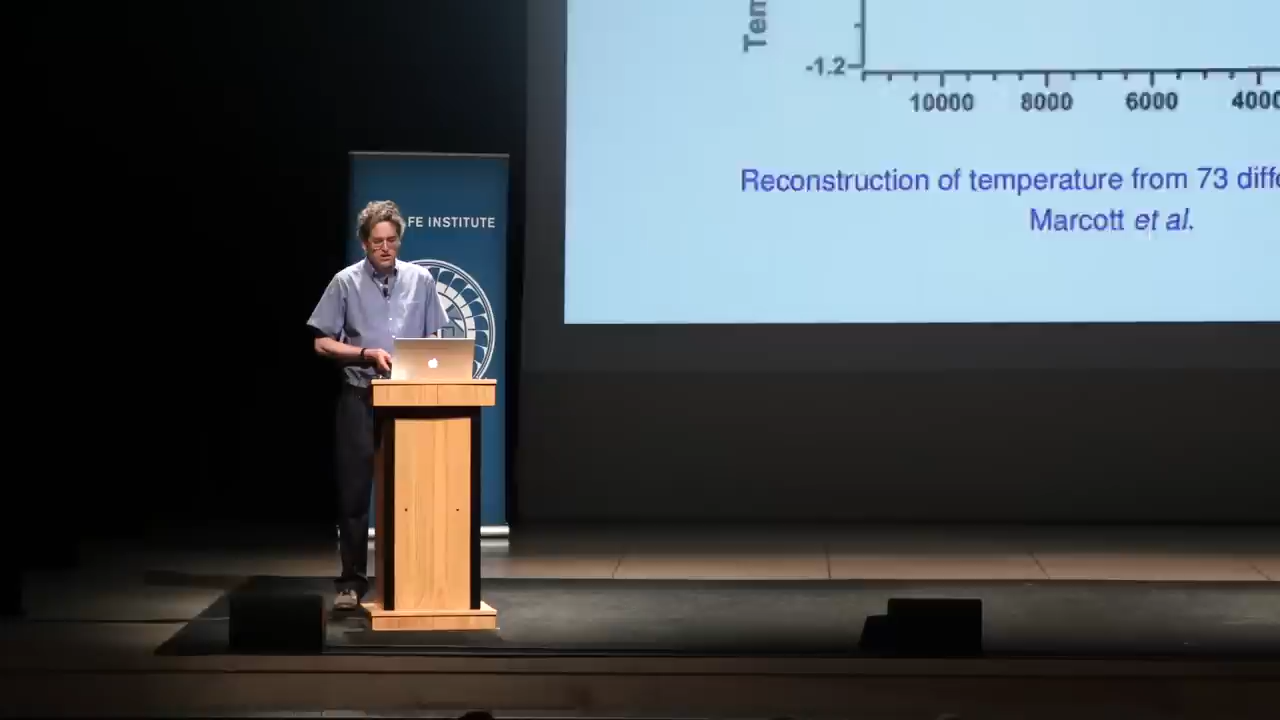 Tem
-1.2
10000 8000 6000 4000
Reconstruction of temperature from 73 diffe
Marcott et al.
FE INSTITUTE